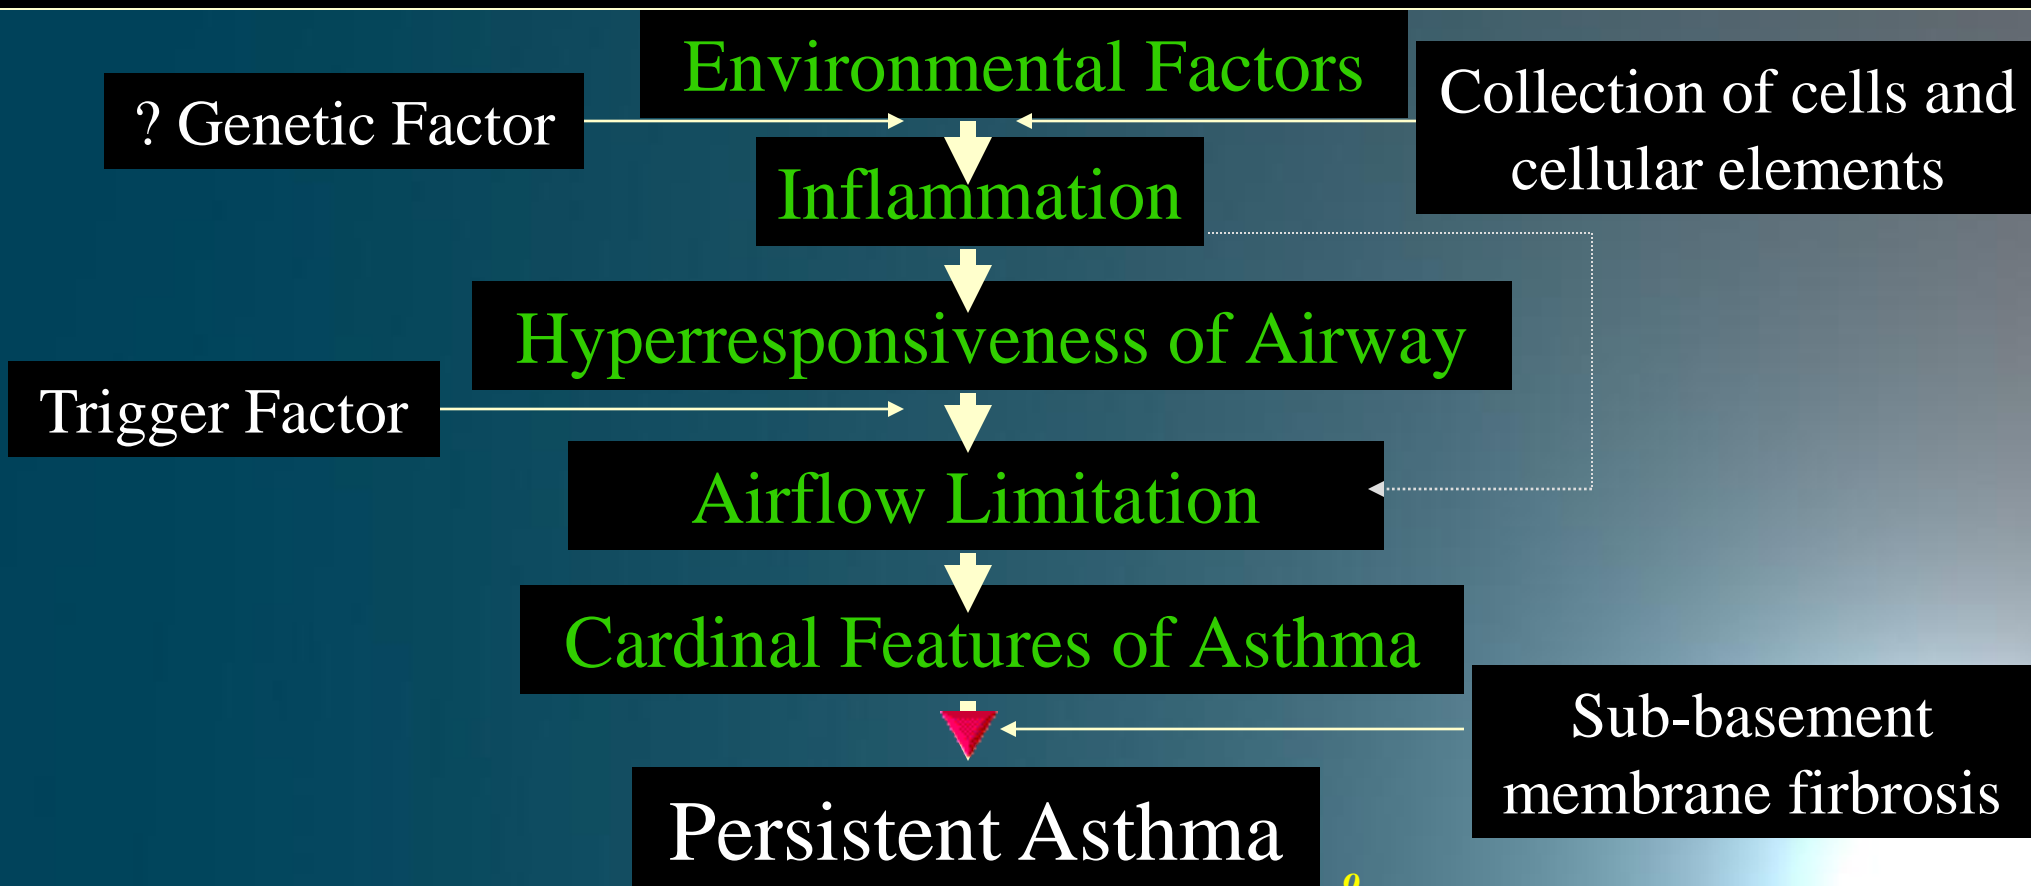 Environmental Factors
? Genetic Factor
Collection of cells and
cellular elements
Inflammation
Hyperresponsiveness of Airway
Trigger Factor
Airflow Limitation
Cardinal Features of Asthma
Sub-basement
membrane firbrosis
Persistent Asthma